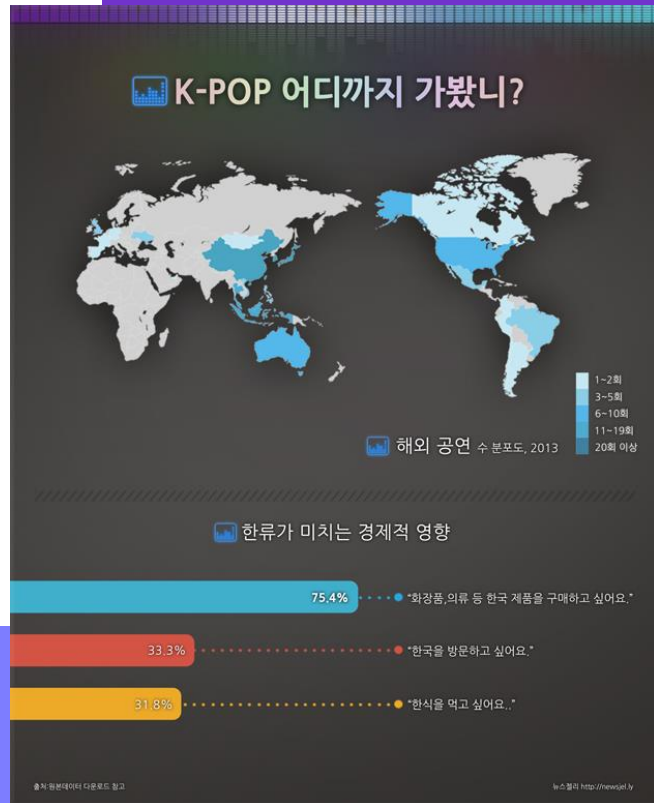 K-POP 어디까지 가봤니?
1~2회
3~5회
6~10회
11~19회
20회 이상
해외 공연 수 분포도, 2013
한류가 미치는 경제적 영향
75.4% "화장품,의류 등 한국 제품을 구매하고 싶어요."
33.3% "한국을 방문하고 싶어요."
31.8% "한식을 먹고 싶어요.."
출처:원본데이터 다운로드 참고
뉴스젤리 http://newsjel.ly